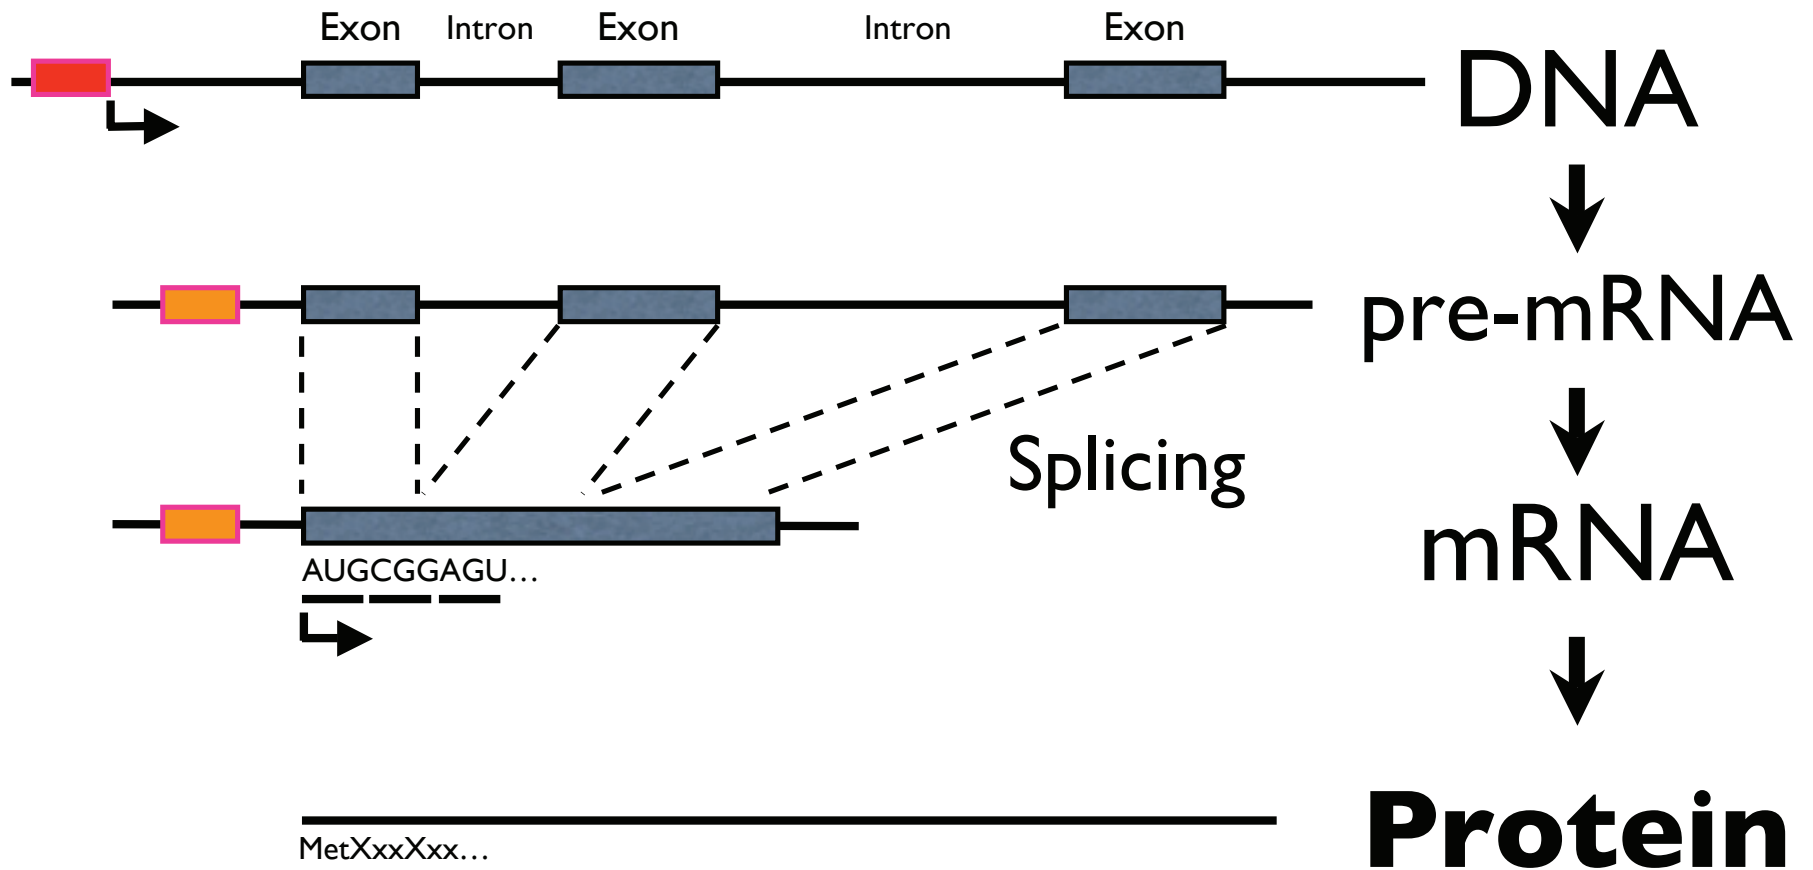 Exon Intron Exon Intron Exon
DNA
pre-mRNA
Splicing
mRNA
AUGCGGAGU…
Protein
MetXxxXxx…